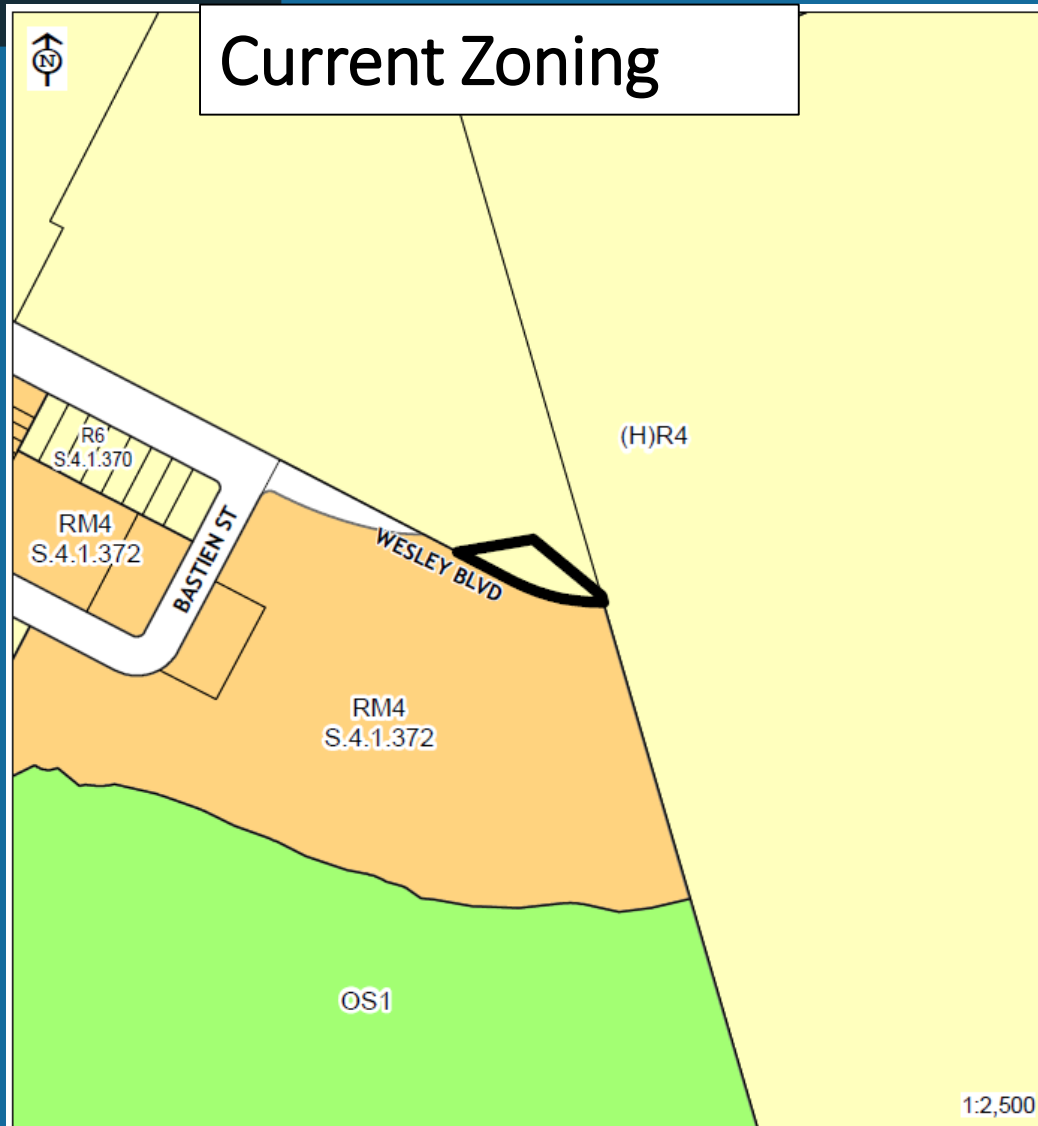 Current Zoning
N
(H)R4
R6
S.4.1.370
RM4
S.4.1.372
BASTIEN ST
WESLEY BLVD
RM4
S.4.1.372
OS1
1:2,500